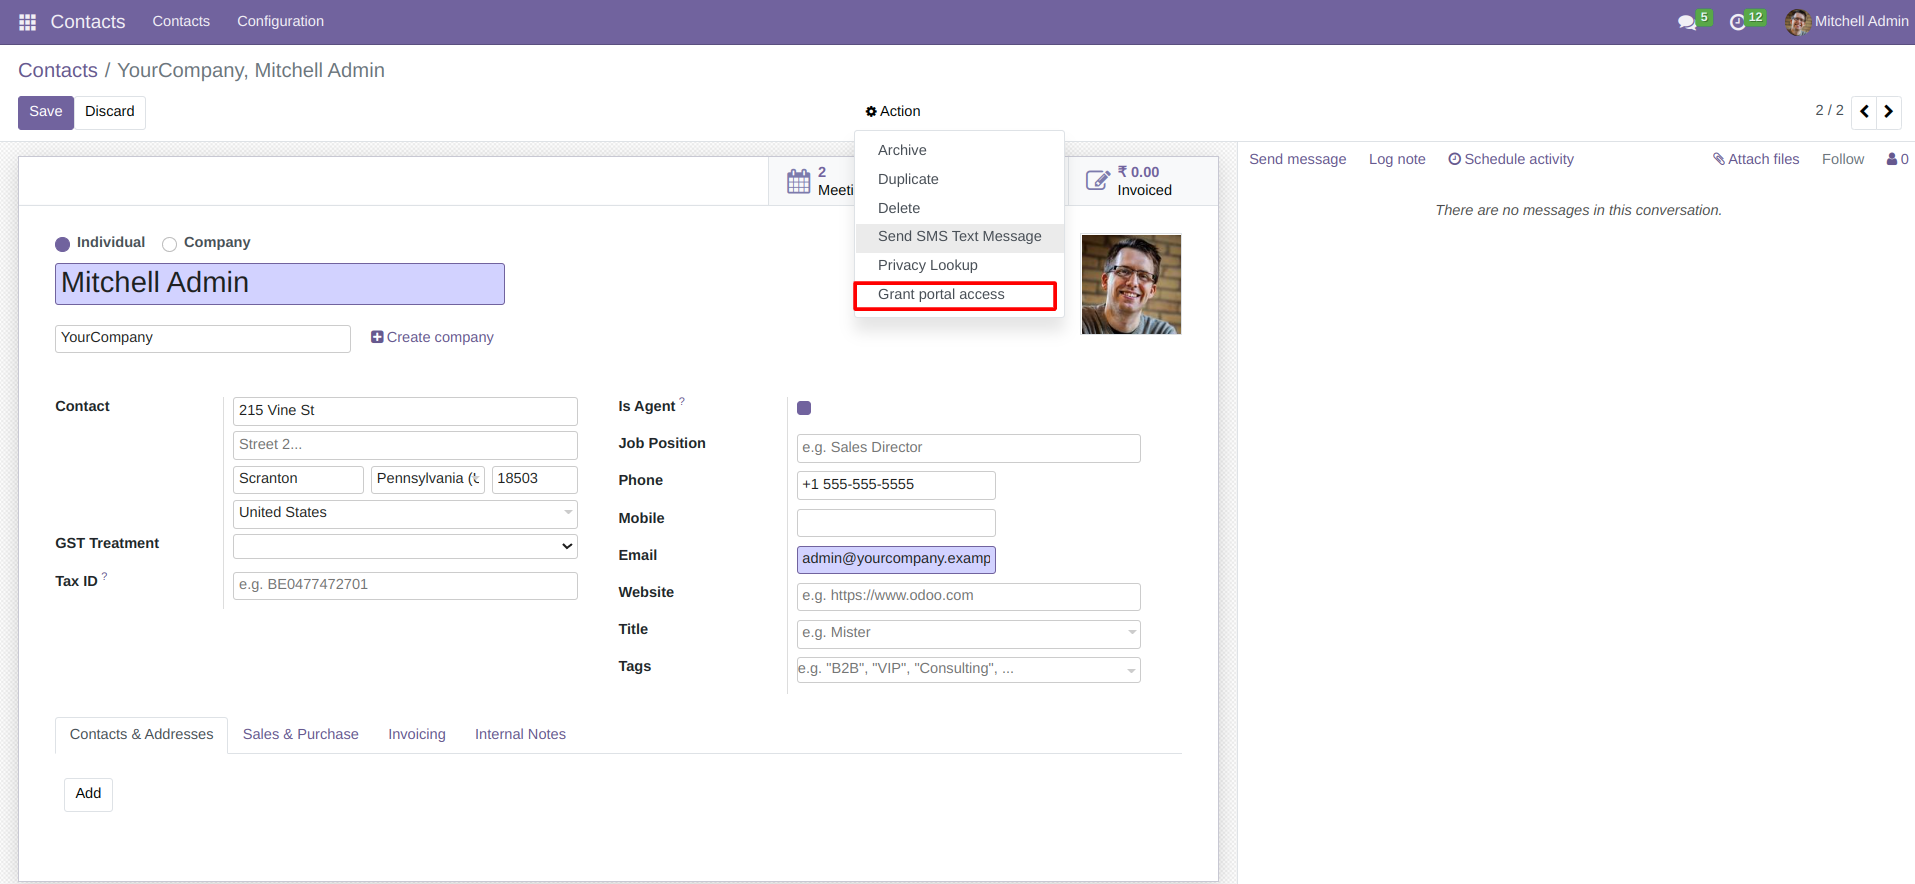 Contacts Contacts Configuration 5 12 Mitchell Admin
Contacts / YourCompany, Mitchell Admin
Save Discard Action 2 / 2
Archive
Duplicate
Delete
Send SMS Text Message
Privacy Lookup
Grant portal access
2
Meeti
₹ 0.00
Invoiced
Send message Log note Schedule activity Attach files Follow 0
There are no messages in this conversation.
Individual Company
Mitchell Admin
YourCompany Create company
Contact 215 Vine St
Street 2...
Scranton Pennsylvania 18503
United States
GST Treatment
Tax ID ? e.g. BE0477472701
Is Agent ?
Job Position e.g. Sales Director
Phone +1 555-555-5555
Mobile
Email admin@yourcompany.examp
Website e.g. https://www.odoo.com
Title e.g. Mister
Tags e.g. "B2B", "VIP", "Consulting", ...
Contacts & Addresses Sales & Purchase Invoicing Internal Notes
Add